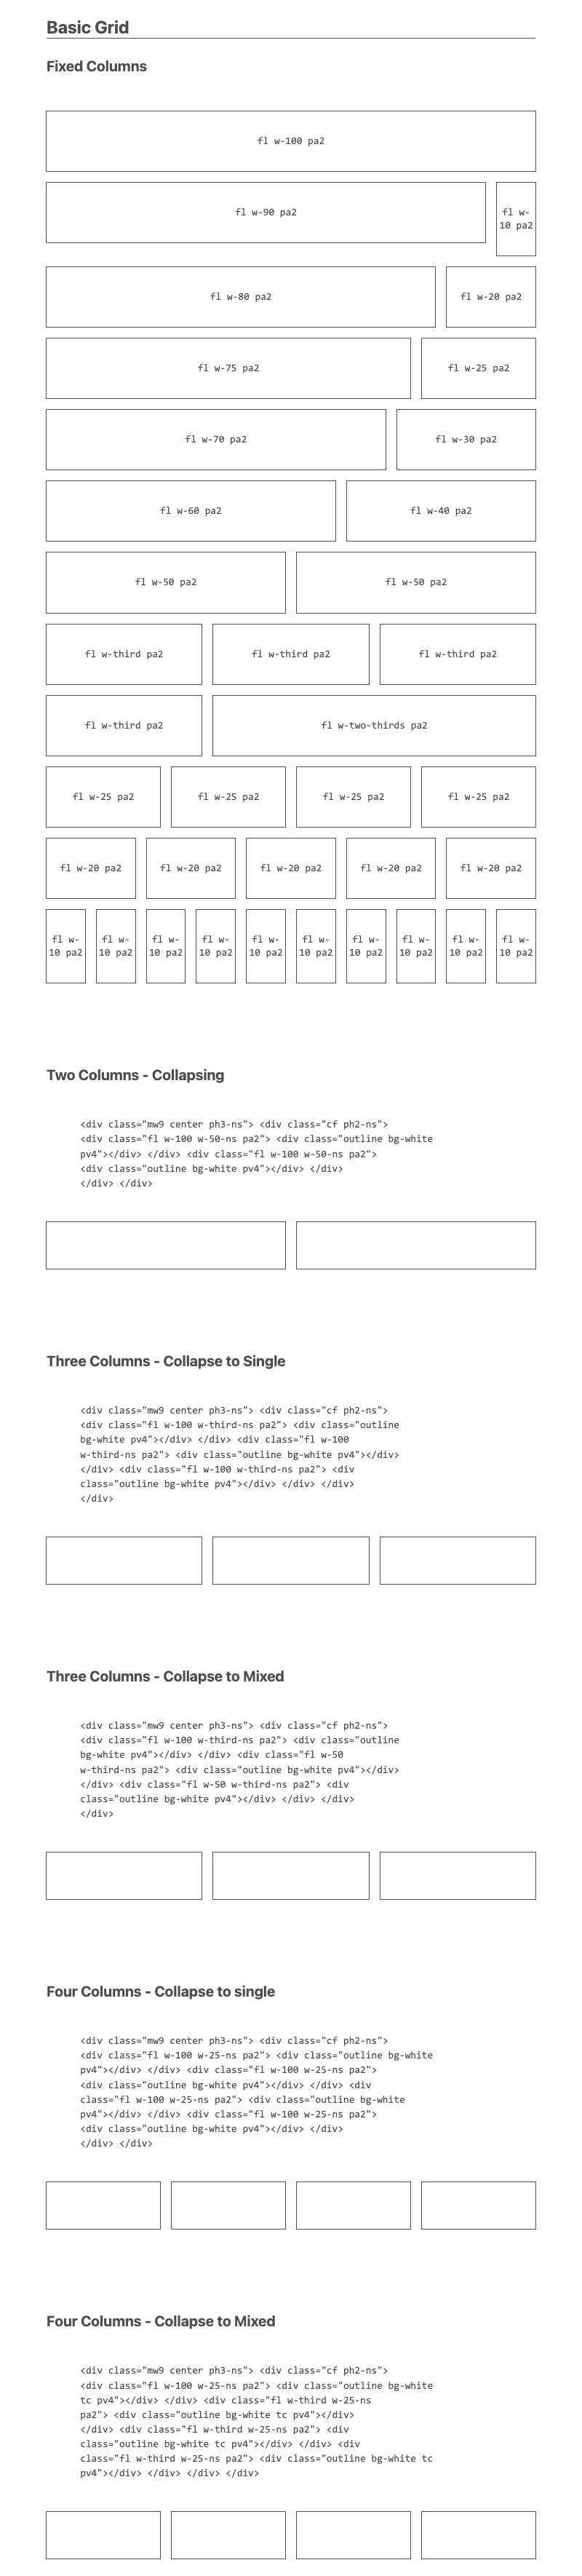 Basic Grid
Fixed Columns
fl w-100 pa2
fl w-90 pa2
fl w-
10 pa2
fl w-80 pa2
fl w-20 pa2
fl w-75 pa2
fl w-25 pa2
fl w-70 pa2
fl w-30 pa2
fl w-60 pa2
fl w-40 pa2
fl w-50 pa2
fl w-50 pa2
fl w-third pa2
fl w-third pa2
fl w-third pa2
fl w-third pa2
fl w-two-thirds pa2
fl w-25 pa2
fl w-25 pa2
fl w-25 pa2
fl w-25 pa2
fl w-20 pa2
fl w-20 pa2
fl w-20 pa2
fl w-20 pa2
fl w-20 pa2
fl w-
10 pa2
fl w-
10 pa2
fl w-
10 pa2
fl w-
10 pa2
fl w-
10 pa2
fl w-
10 pa2
fl w-
10 pa2
fl w-
10 pa2
fl w-
10 pa2
fl w-
10 pa2
Two Columns - Collapsing
<div class="mw9 center ph3-ns"> <div class="cf ph2-ns">
<div class="fl w-100 w-50-ns pa2"> <div class="outline bg-white
pv4"></div> </div> <div class="fl w-100 w-50-ns pa2">
<div class="outline bg-white pv4"></div> </div>
</div> </div>
Three Columns - Collapse to Single
<div class="mw9 center ph3-ns"> <div class="cf ph2-ns">
<div class="fl w-100 w-third-ns pa2"> <div class="outline
bg-white pv4"></div> </div> <div class="fl w-100
w-third-ns pa2"> <div class="outline bg-white pv4"></div>
</div> <div class="fl w-100 w-third-ns pa2"> <div
class="outline bg-white pv4"></div> </div> </div>
</div>
Three Columns - Collapse to Mixed
<div class="mw9 center ph3-ns"> <div class="cf ph2-ns">
<div class="fl w-100 w-third-ns pa2"> <div class="outline
bg-white pv4"></div> </div> <div class="fl w-50
w-third-ns pa2"> <div class="outline bg-white pv4"></div>
</div> <div class="fl w-50 w-third-ns pa2"> <div
class="outline bg-white pv4"></div> </div> </div>
</div>
Four Columns - Collapse to single
<div class="mw9 center ph3-ns"> <div class="cf ph2-ns">
<div class="fl w-100 w-25-ns pa2"> <div class="outline bg-white
pv4"></div> </div> <div class="fl w-100 w-25-ns pa2">
<div class="outline bg-white pv4"></div> </div> <div
class="fl w-100 w-25-ns pa2"> <div class="outline bg-white
pv4"></div> </div> <div class="fl w-100 w-25-ns pa2">
<div class="outline bg-white pv4"></div> </div>
</div> </div>
Four Columns - Collapse to Mixed
<div class="mw9 center ph3-ns"> <div class="cf ph2-ns">
<div class="fl w-100 w-25-ns pa2"> <div class="outline bg-white
tc pv4"></div> </div> <div class="fl w-third w-25-ns
pa2"> <div class="outline bg-white tc pv4"></div>
</div> <div class="fl w-third w-25-ns pa2"> <div
class="outline bg-white tc pv4"></div> </div> <div
class="fl w-third w-25-ns pa2"> <div class="outline bg-white tc
pv4"></div> </div> </div> </div>